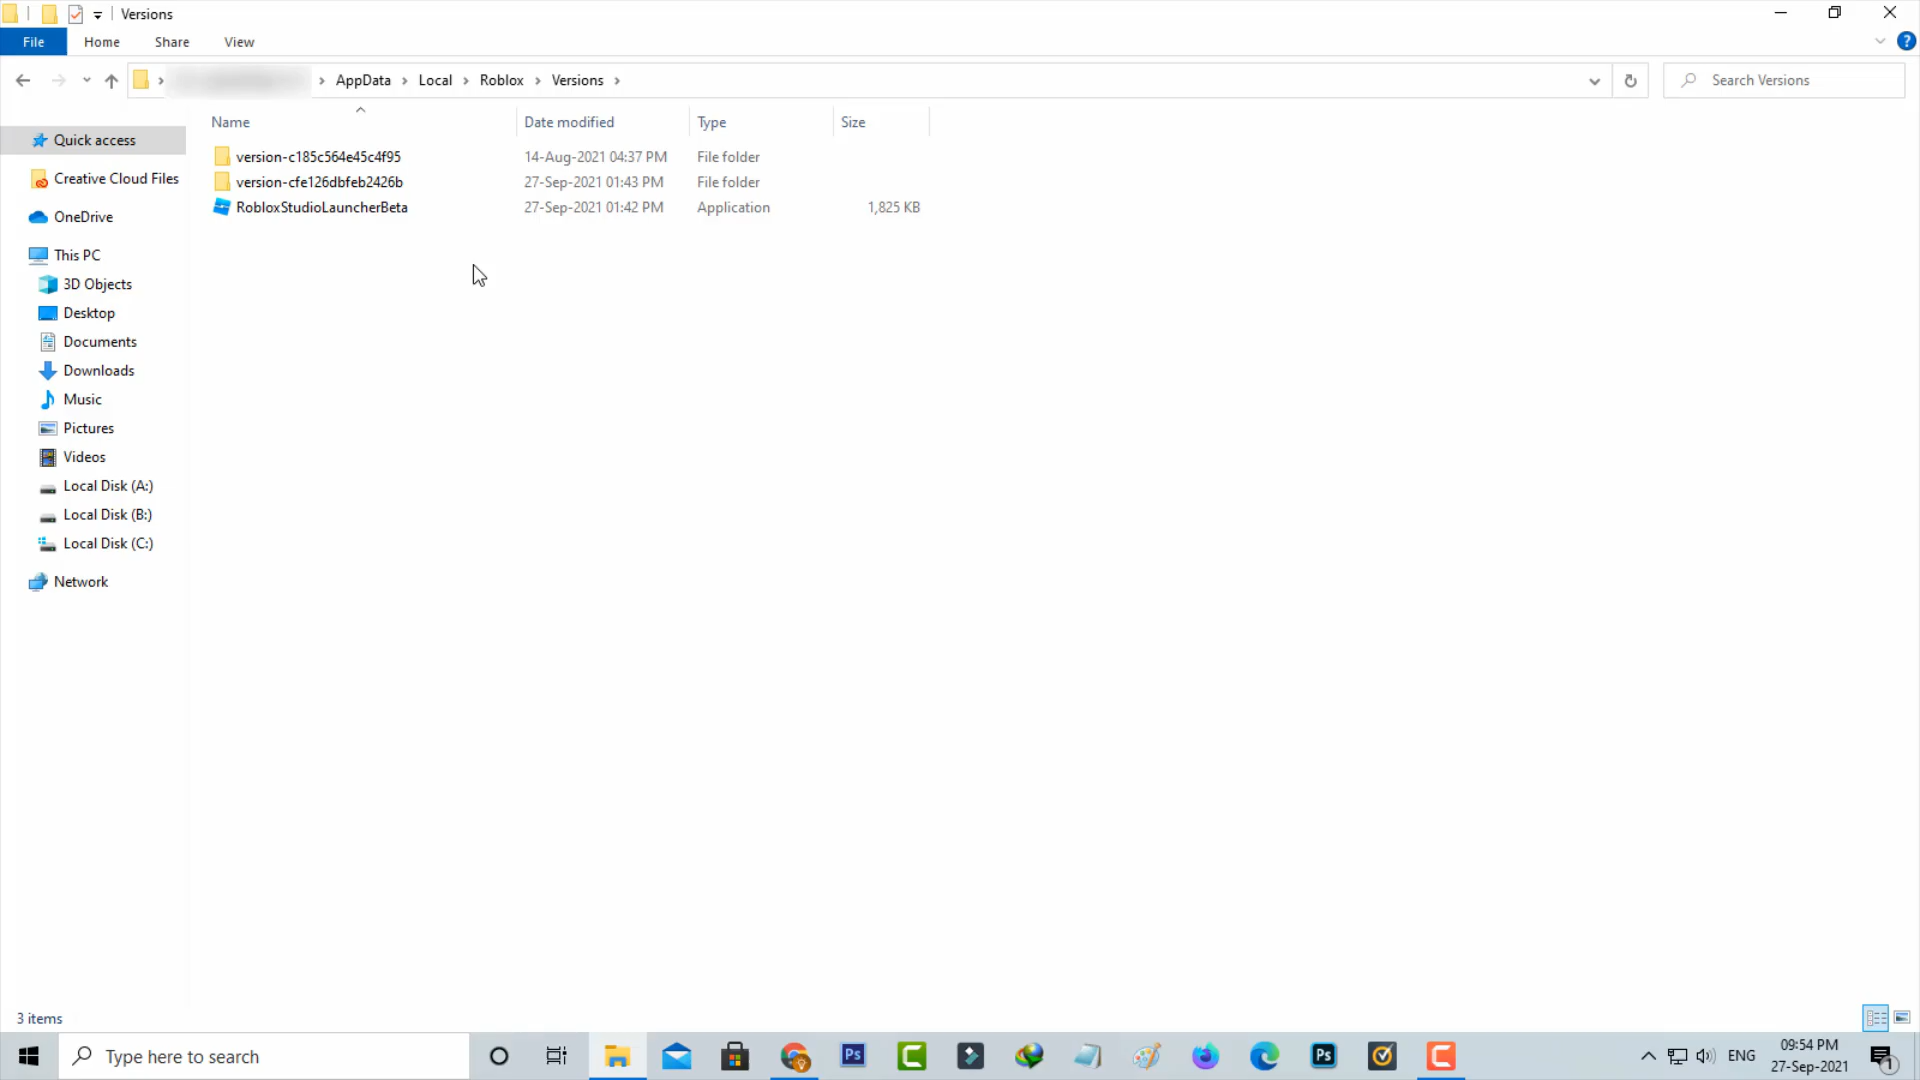 Versions
File Home Share View
AppData Local Roblox Versions
Search Versions
Name Date modified Type Size
version-c185c564e45c4f95 14-Aug-2021 04:37 PM File folder
version-cfe126dbfeb2426b 27-Sep-2021 01:43 PM File folder
RobloxStudioLauncherBeta 27-Sep-2021 01:42 PM Application 1,825 KB
Quick access
Creative Cloud Files
OneDrive
This PC
3D Objects
Desktop
Documents
Downloads
Music
Pictures
Videos
Local Disk (A:)
Local Disk (B:)
Local Disk (C:)
Network
3 items
Type here to search
Ps
Ps
ENG
09:54 PM
27-Sep-2021
1